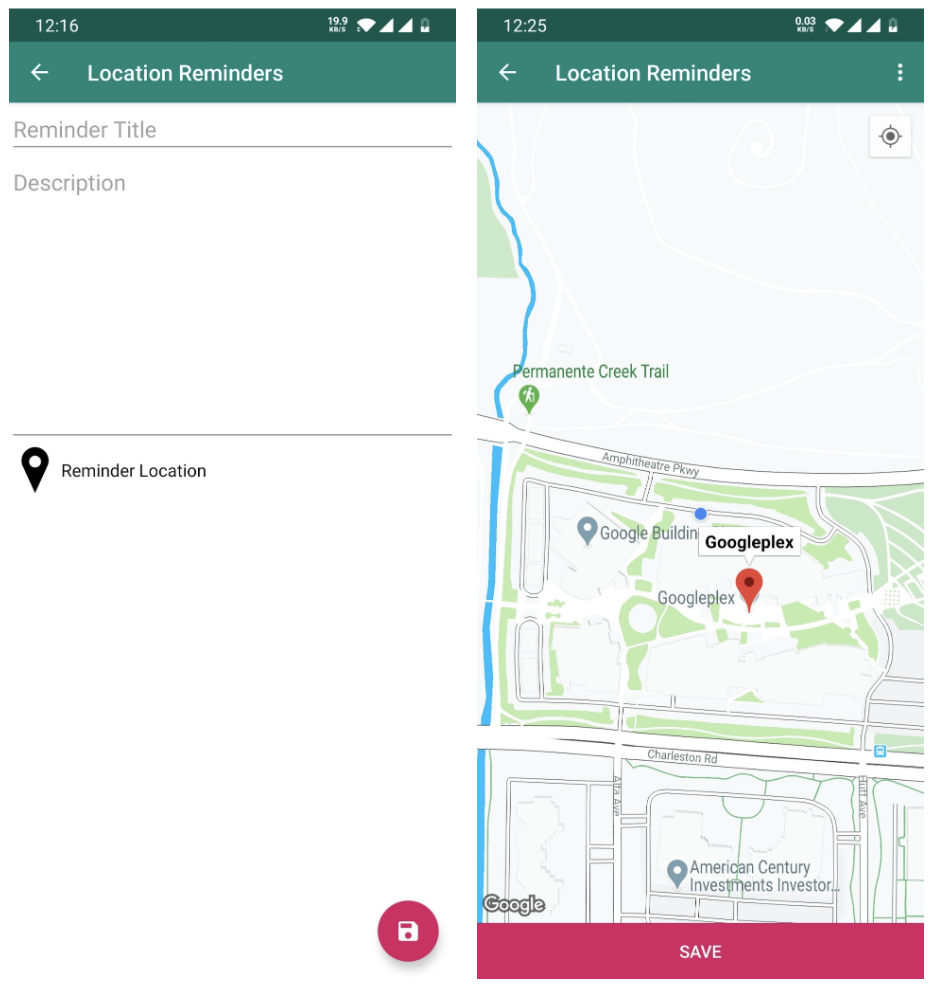 12:16
19.9
KB/S
Location Reminders
Reminder Title
Description
Reminder Location
12:25
0.03
KB/S
Location Reminders
Permanente Creek Trail
Amphitheatre Pkwy
Google Buildin
Googleplex
Googleplex
Charleston Rd
Alta Ave
Huff Ave
American Century
Investments Investor...
Google
SAVE